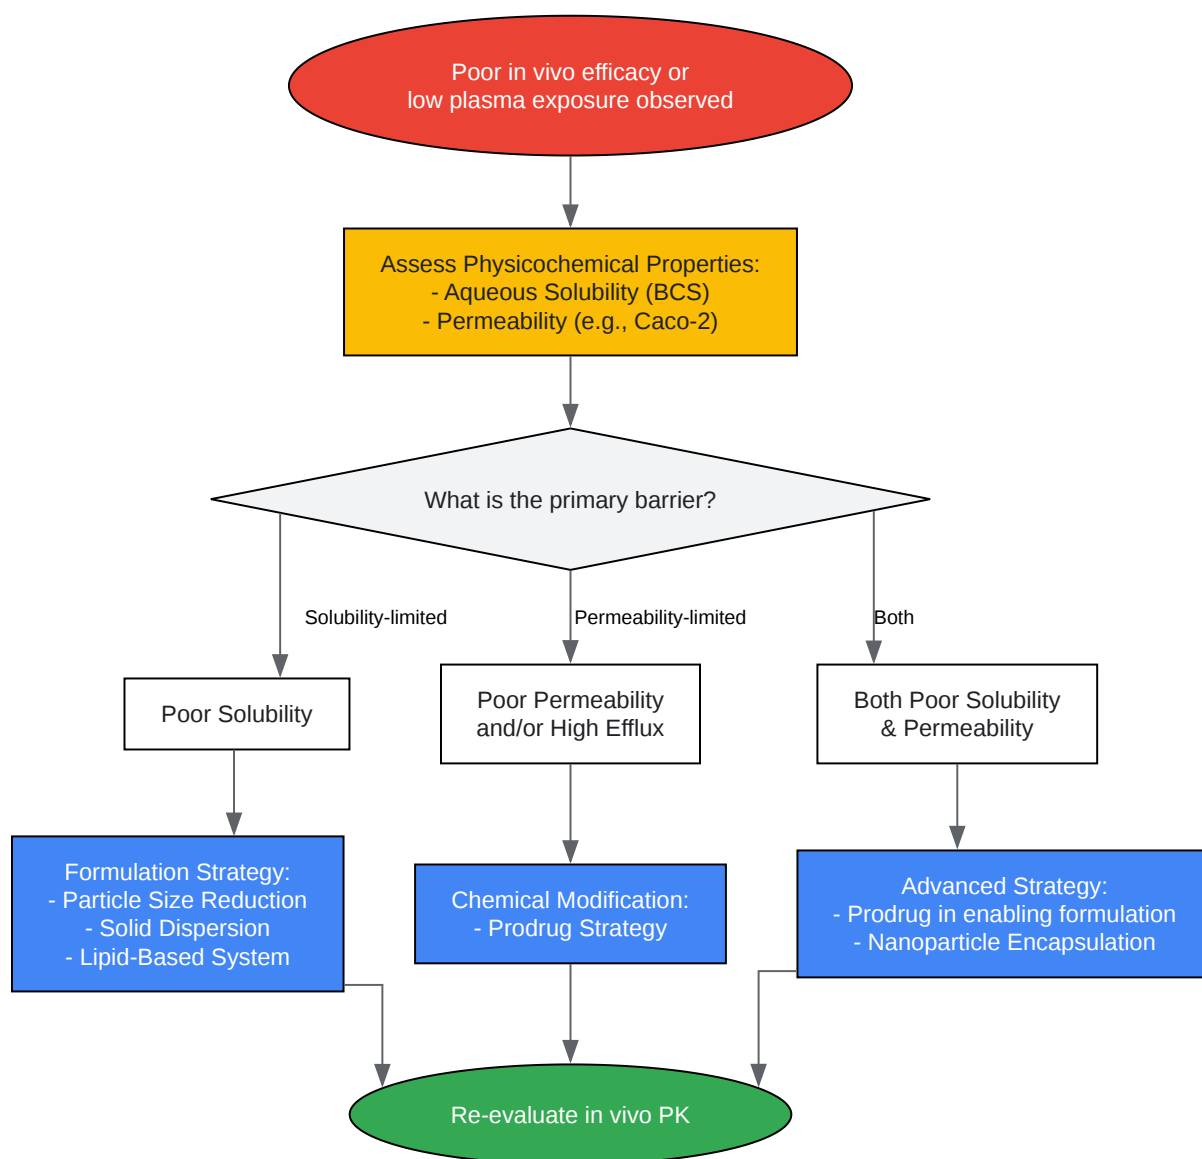 Poor in vivo efficacy or
low plasma exposure observed
Assess Physicochemical Properties:
- Aqueous Solubility (BCS)
- Permeability (e.g., Caco-2)
What is the primary barrier?
Solubility-limited
Permeability-limited
Both
Poor Solubility
Poor Permeability
and/or High Efflux
Both Poor Solubility
& Permeability
Formulation Strategy:
- Particle Size Reduction
- Solid Dispersion
- Lipid-Based System
Chemical Modification:
- Prodrug Strategy
Advanced Strategy:
- Prodrug in enabling formulation
- Nanoparticle Encapsulation
Re-evaluate in vivo PK